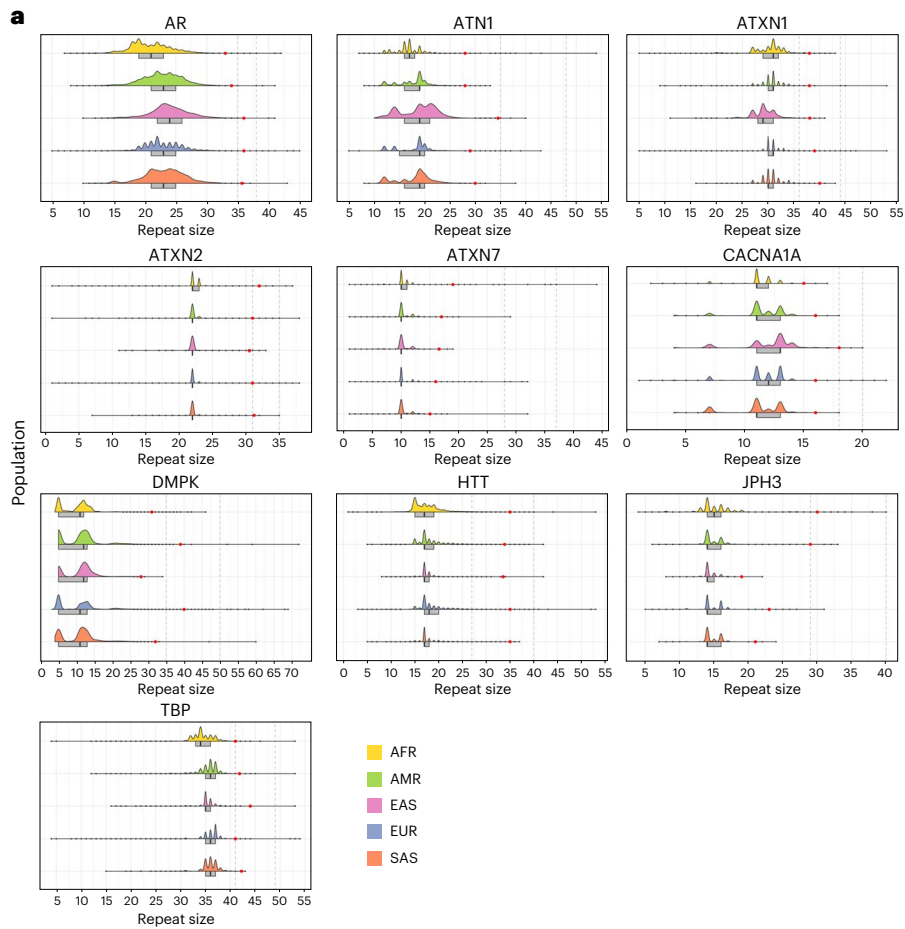 a
AR
ATN1
ATXN1
5 10 15 20 25 30 35 40 45
5 10 15 20 25 30 35 40 45 50 55
5 10 15 20 25 30 35 40 45 50 55
Repeat size
Repeat size
Repeat size
ATXN2
ATXN7
CACNA1A
0 5 10 15 20 25 30 35
0 5 10 15 20 25 30 35 40 45
0 5 10 15 20
Repeat size
Repeat size
Repeat size
Population
DMPK
HTT
JPH3
0 5 10 15 20 25 30 35 40 45 50 55 60 65 70
0 5 10 15 20 25 30 35 40 45 50 55
5 10 15 20 25 30 35 40
Repeat size
Repeat size
Repeat size
TBP
5 10 15 20 25 30 35 40 45 50 55
Repeat size
AFR
AMR
EAS
EUR
SAS